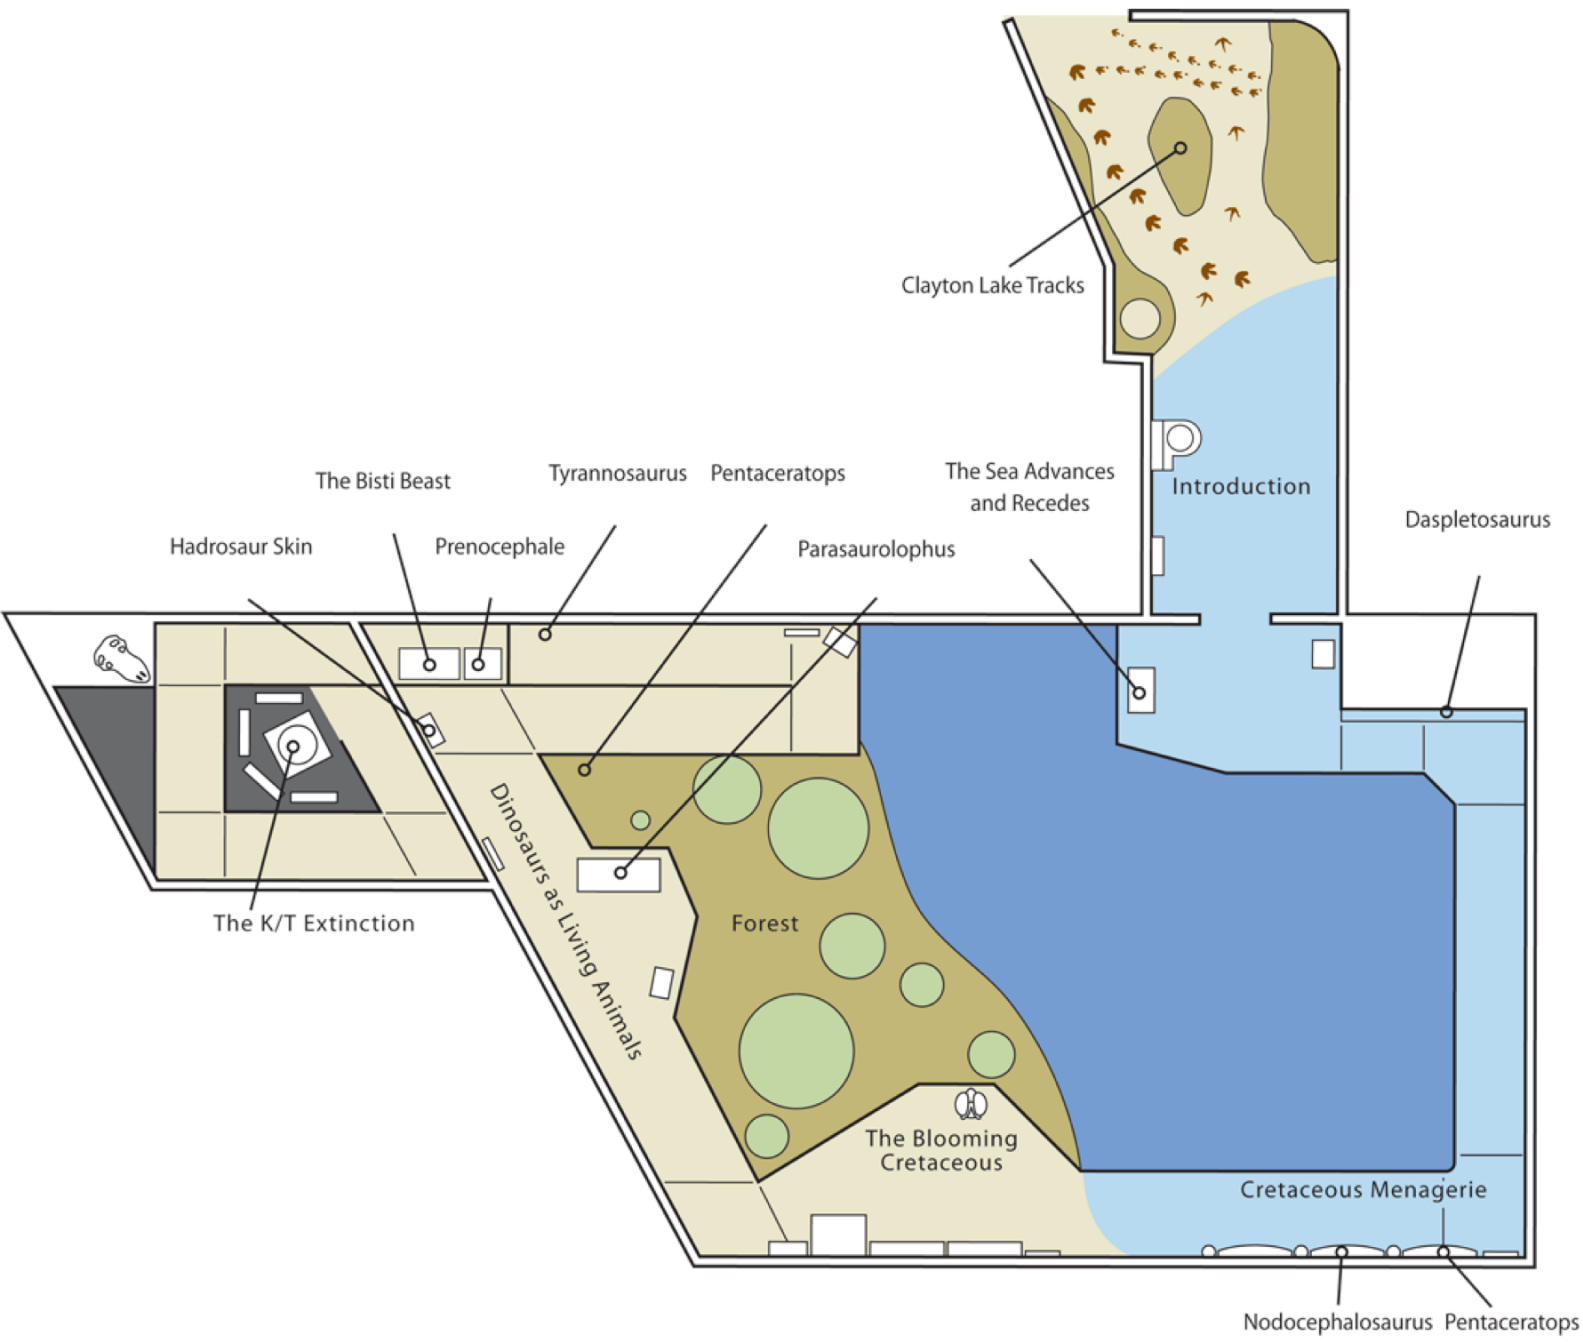 Clayton Lake Tracks
Introduction
The Sea Advances
and Recedes
Daspletosaurus
Tyrannosaurus
Pentaceratops
The Bisti Beast
Hadrosaur Skin
Prenocephale
Parasaurolophus
Dinosaurs as Living Animals
The K/T Extinction
Forest
The Blooming
Cretaceous
Cretaceous Menagerie
Nodocephalosaurus
Pentaceratops